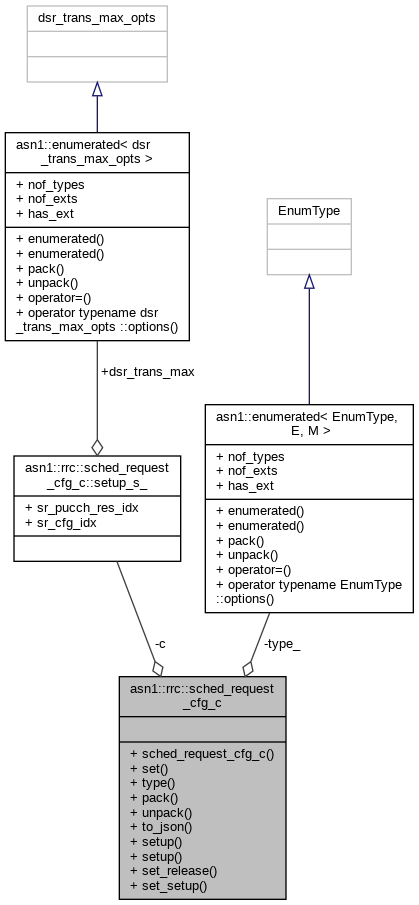 dsr_trans_max_opts
asn1::enumerated< dsr
_trans_max_opts >
+ nof_types
+ nof_exts
+ has_ext
+ enumerated()
+ enumerated()
+ pack()
+ unpack()
+ operator=()
+ operator typename dsr
_trans_max_opts ::options()
EnumType
+dsr_trans_max
asn1::enumerated< EnumType,
E, M >
+ nof_types
+ nof_exts
+ has_ext
+ enumerated()
+ enumerated()
+ pack()
+ unpack()
+ operator=()
+ operator typename EnumType
::options()
asn1::rrc::sched_request
_cfg_c::setup_s_
+ sr_pucch_res_idx
+ sr_cfg_idx
-c
-type_
asn1::rrc::sched_request
_cfg_c
+ sched_request_cfg_c()
+ set()
+ type()
+ pack()
+ unpack()
+ to_json()
+ setup()
+ setup()
+ set_release()
+ set_setup()